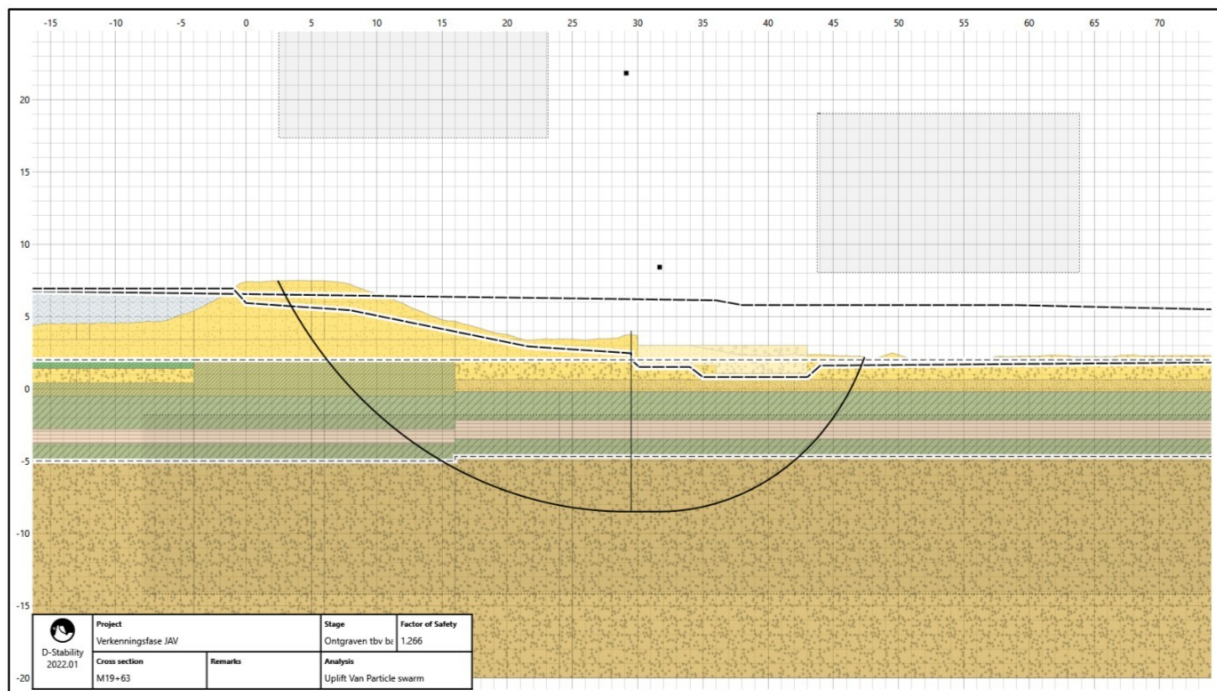 -15 -10 -5 0 5 10 15 20 25 30 35 40 45 50 55 60 65 70
20
15
10
5
0
-5
-10
-15
-20
D-Stability
2022.01
Project
Verkenningsfase JAV
Stage
Ontgraven tbv ba
Factor of Safety
1.266
Cross section
M19+63
Remarks
Analysis
Uplift Van Particle swarm